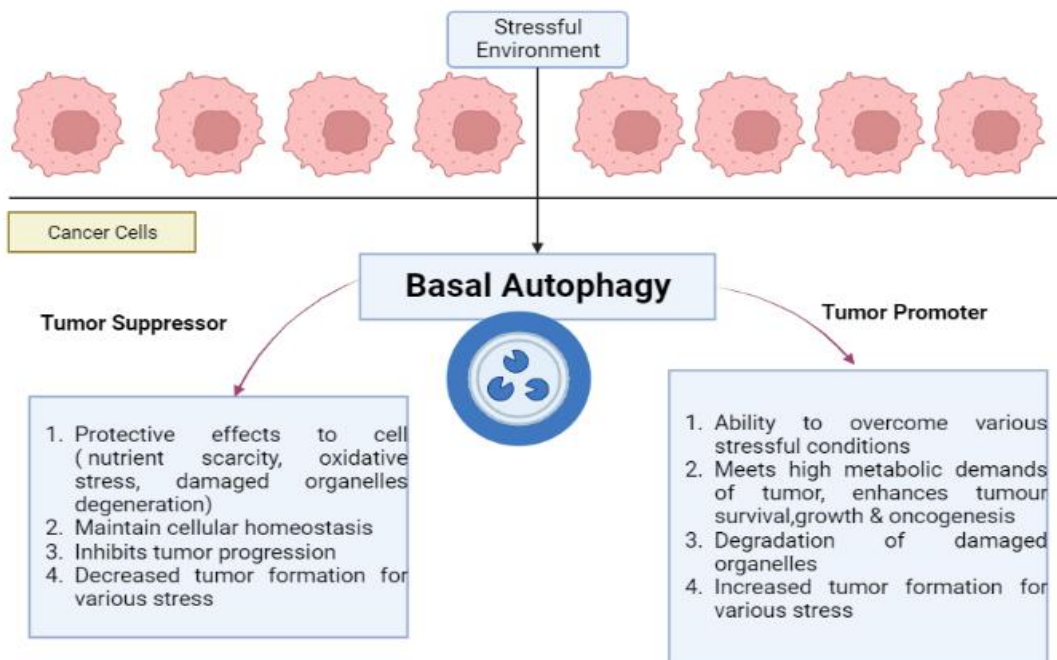 Stressful
Environment
Cancer Cells
Basal Autophagy
Tumor Suppressor
Tumor Promoter
1. Protective effects to cell
( nutrient scarcity, oxidative
stress, damaged organelles
degeneration)
2. Maintain cellular homeostasis
3. Inhibits tumor progression
4. Decreased tumor formation for
various stress
1. Ability to overcome various
stressful conditions
2. Meets high metabolic demands
of tumor, enhances tumour
survival,growth & oncogenesis
3. Degradation of damaged
organelles
4. Increased tumor formation for
various stress